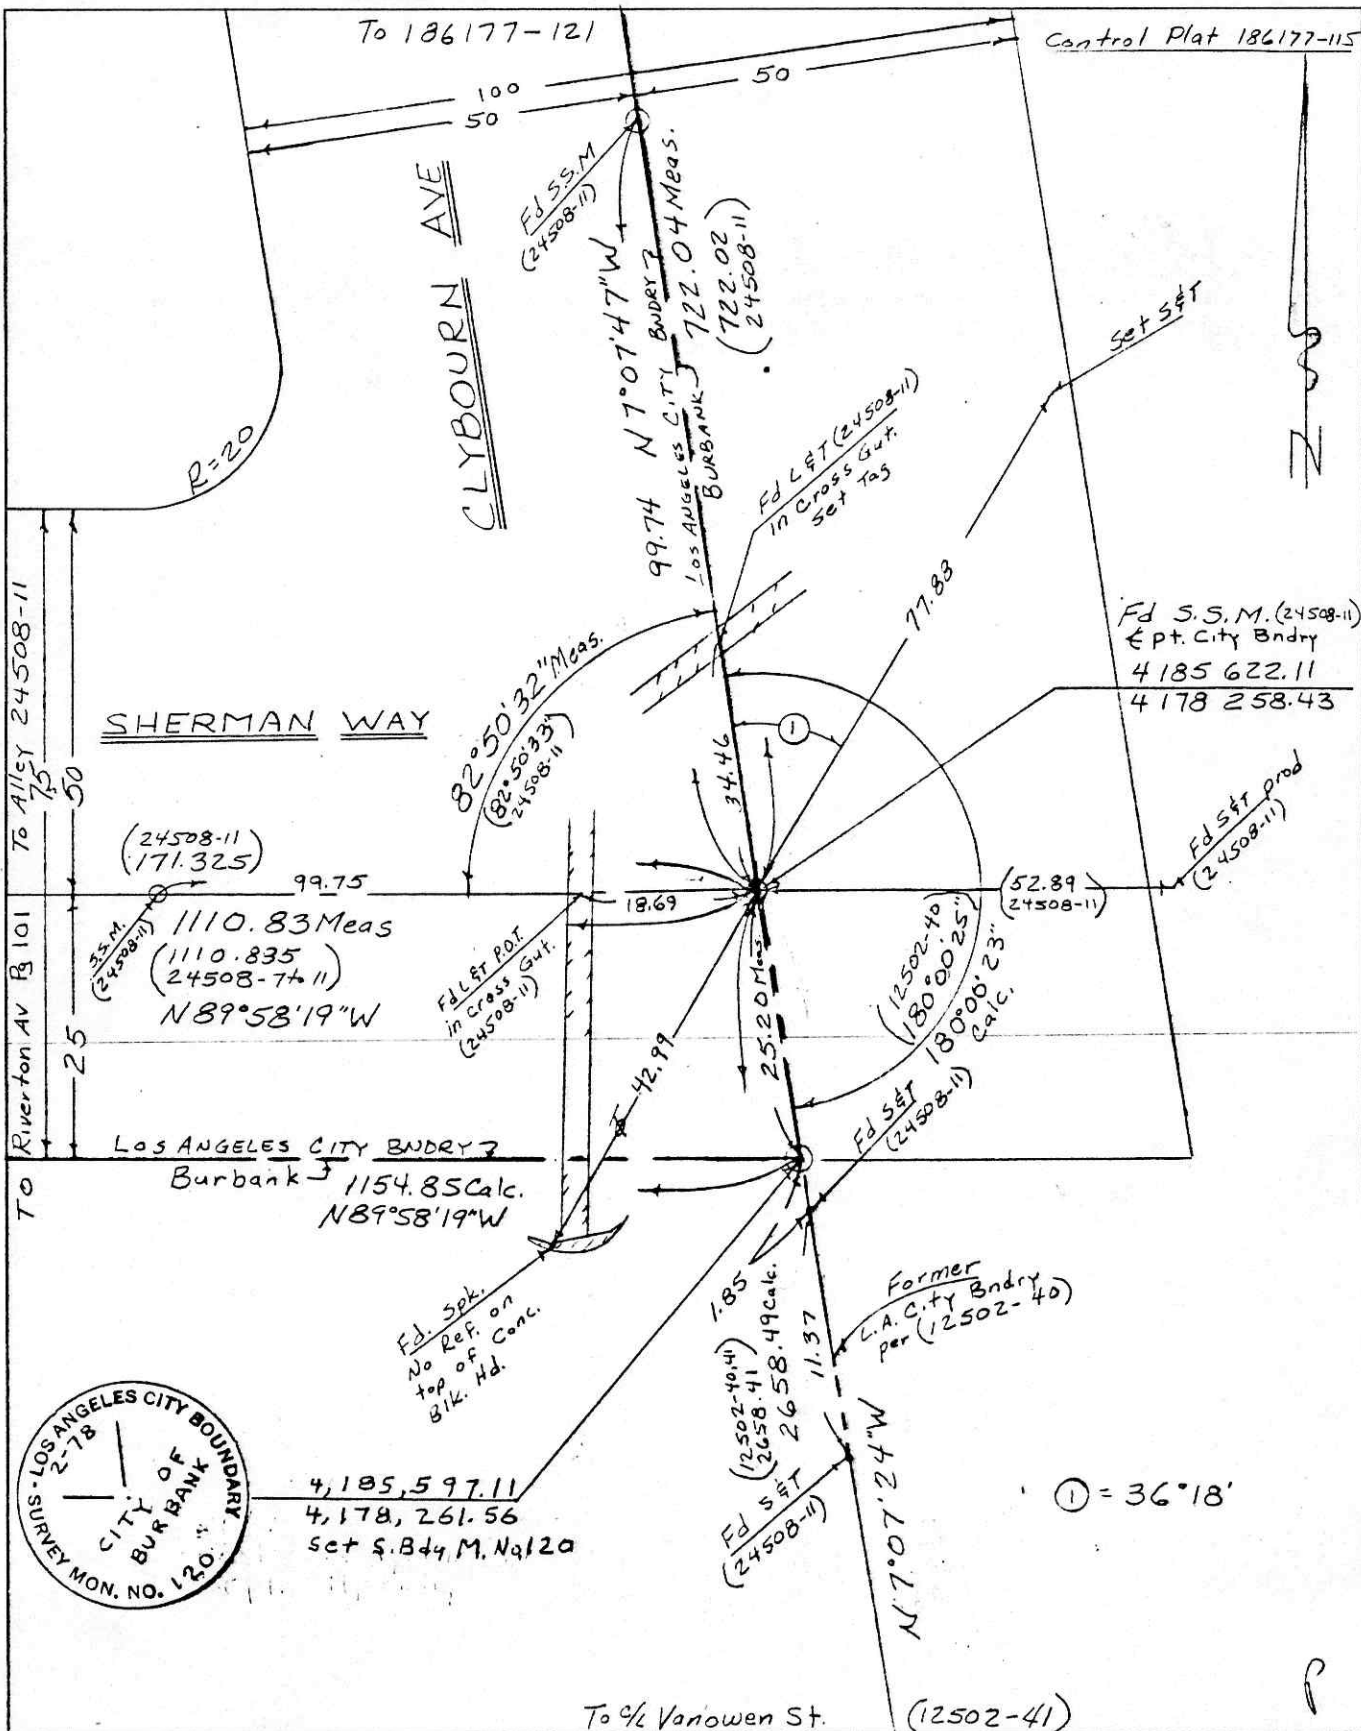 To 186177-121
Control Plat 186177-115
100
50
50
CLYBOURN AVE
Fd S.S.M
(24508-11)
N 7°07'47"W
722.04 Meas.
(722.02)
24508-11)
99.74
LOS ANGELES CITY BNDRY
BURBANK
Set S&T
N
R=20
Fd L&T (24508-11)
in Cross Gut.
Set Tag
77.88
Fd S.S.M. (24508-11)
₵ pt. City Bndry
4 185 622.11
4 178 258.43
SHERMAN WAY
82°50'32" Meas.
(82°50'33"
24508-11)
1
34.46
To Alley 24508-11
75
50
(24508-11)
171.325)
99.75
18.69
(52.89)
24508-11)
Fd S&T prod
(24508-11)
S.S.M.
(24508-11)
1110.83 Meas
(1110.835)
24508-7 to 11)
N89°58'19"W
Fd L&T P.O.T.
in Cross Gut.
(24508-11)
(12502-40)
180°00'25"
180°06'23"
Calc.
42.99
25.20 Meas.
To Riverton Av Pg 101
25
Fd S&T
(24508-11)
LOS ANGELES CITY BNDRY
Burbank
1154.85 Calc.
N89°58'19"W
Fd. Spk.
No Ref. on
top of Conc.
Blk. Hd.
1.85
(12502-40,41)
2658.41)
2658.49 Calc.
11.37
Former
L.A. City Bndry
per (12502-40)
LOS ANGELES CITY BOUNDARY
2-78
CITY OF
BURBANK
SURVEY MON. NO. 120
4,185,597.11
4,178,261.56
Set S. Bdy M. No 120
Fd S&T
(24508-11)
N 7°07'24"W
1 = 36°18'
To C/L Vanowen St.
(12502-41)